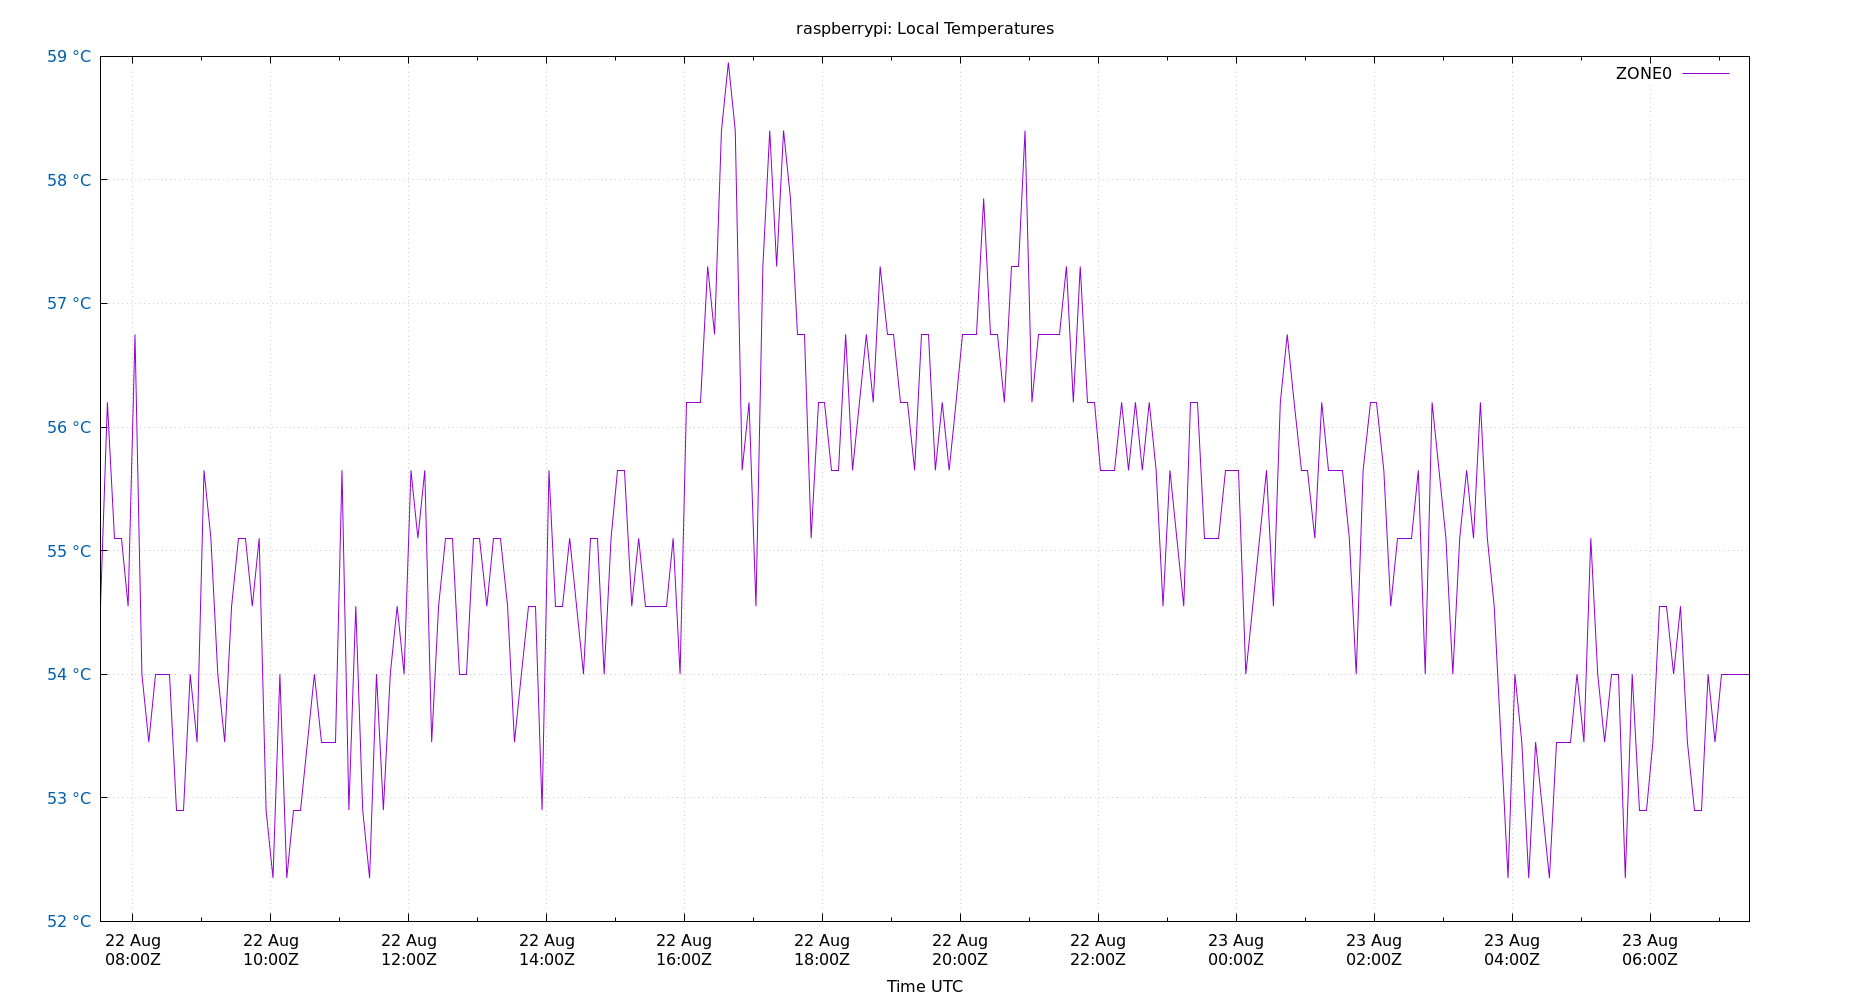 raspberrypi: Local Temperatures
59 °C
ZONE0
58 °C
57 °C
56 °C
55 °C
54 °C
53 °C
52 °C
22 Aug 22 Aug 22 Aug 22 Aug 22 Aug 22 Aug 22 Aug 22 Aug 23 Aug 23 Aug 23 Aug 23 Aug
08:00Z 10:00Z 12:00Z 14:00Z 16:00Z 18:00Z 20:00Z 22:00Z 00:00Z 02:00Z 04:00Z 06:00Z
Time UTC